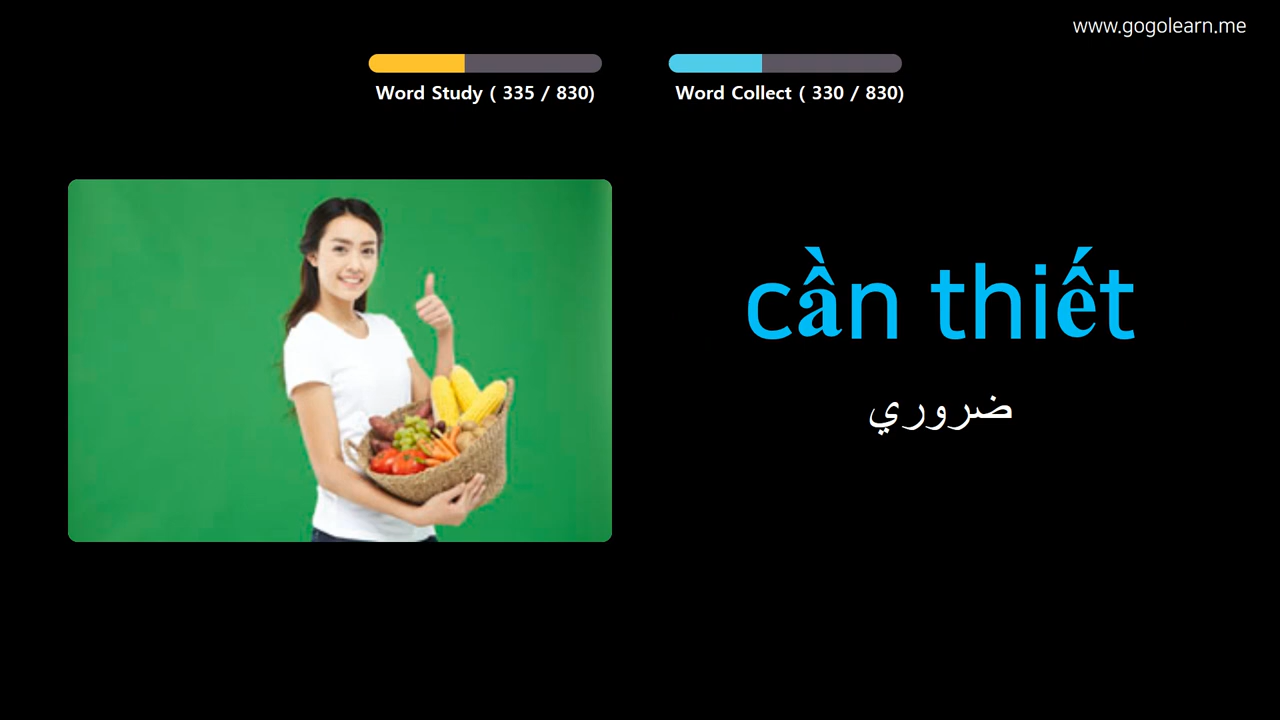 www.gogolearn.me
Word Study ( 335 / 830)
Word Collect ( 330 / 830)
cần thiết
ضروري